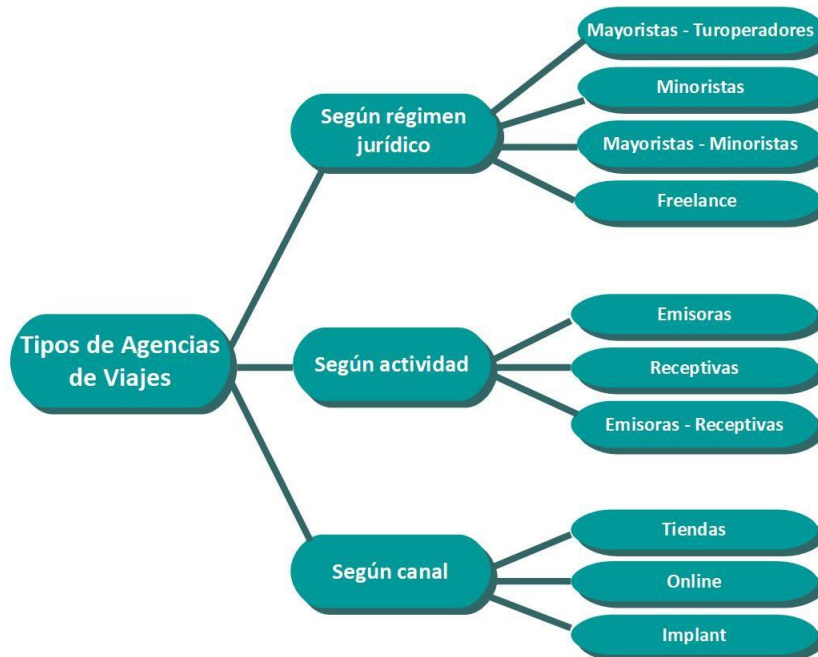 Tipos de Agencias
de Viajes
Según régimen
jurídico
Mayoristas - Turoperadores
Minoristas
Mayoristas - Minoristas
Freelance
Según actividad
Emisoras
Receptivas
Emisoras - Receptivas
Según canal
Tiendas
Online
Implant